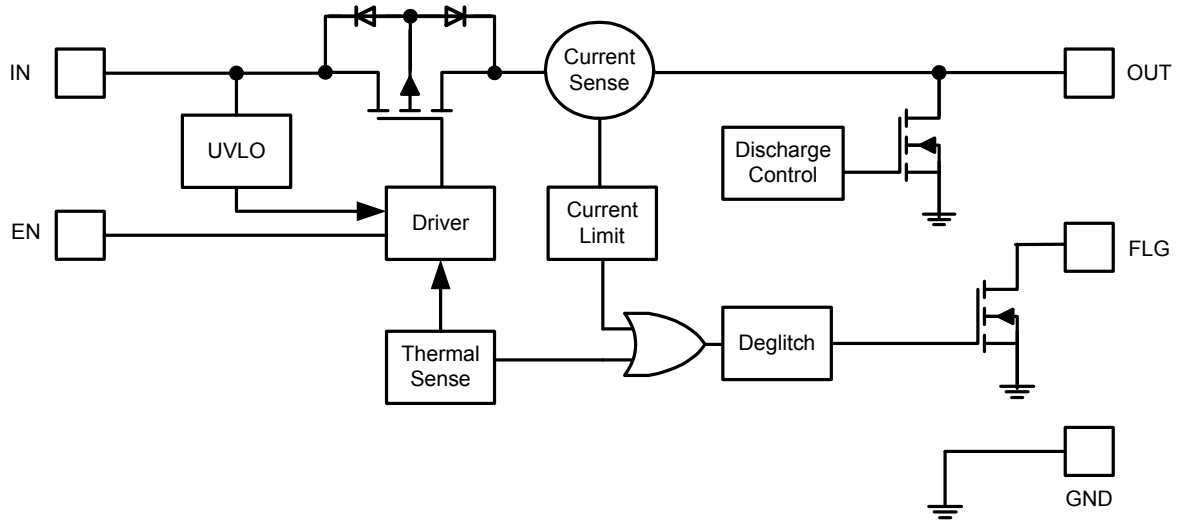 IN
Current
Sense
OUT
UVLO
Discharge
Control
EN
Driver
Current
Limit
FLG
Thermal
Sense
Deglitch
GND